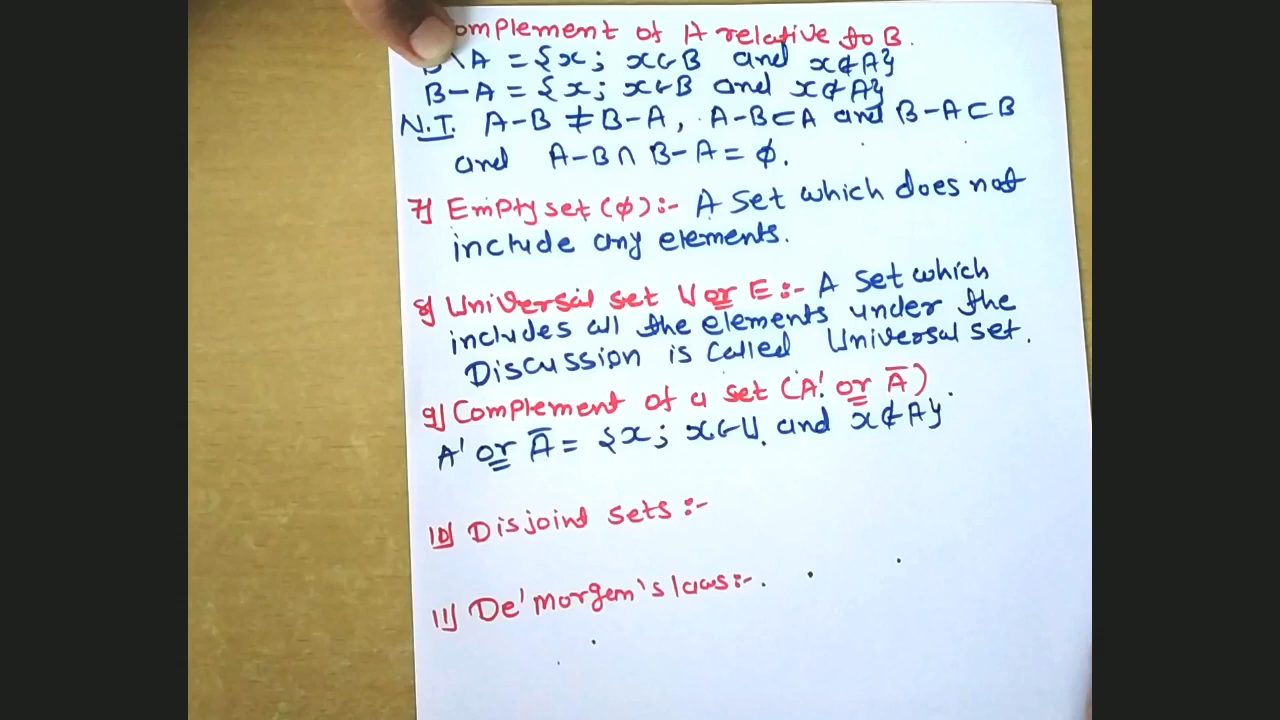 omplement of A relative to B.
B\A = {x; x∈B and x∉A}
B-A = {x; x∈B and x∉A}
N.T. A-B ≠ B-A, A-B⊂A and B-A⊂B
and A-B∩B-A=ϕ.
7) Empty set (ϕ):- A set which does not
include any elements.
8) Universal set U or E:- A set which
includes all the elements under the
Discussion is called Universal set.
9) Complement of a set (A' or A̅).
A' or A̅ = {x; x∈U and x∉A}
10) Disjoint sets:-
11) De'morgem's laws:-.